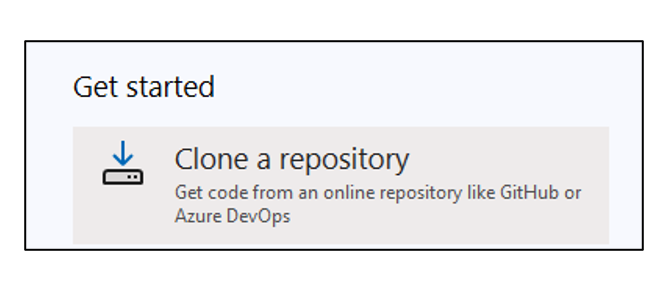 Get started
Clone a repository
Get code from an online repository like GitHub or
Azure DevOps